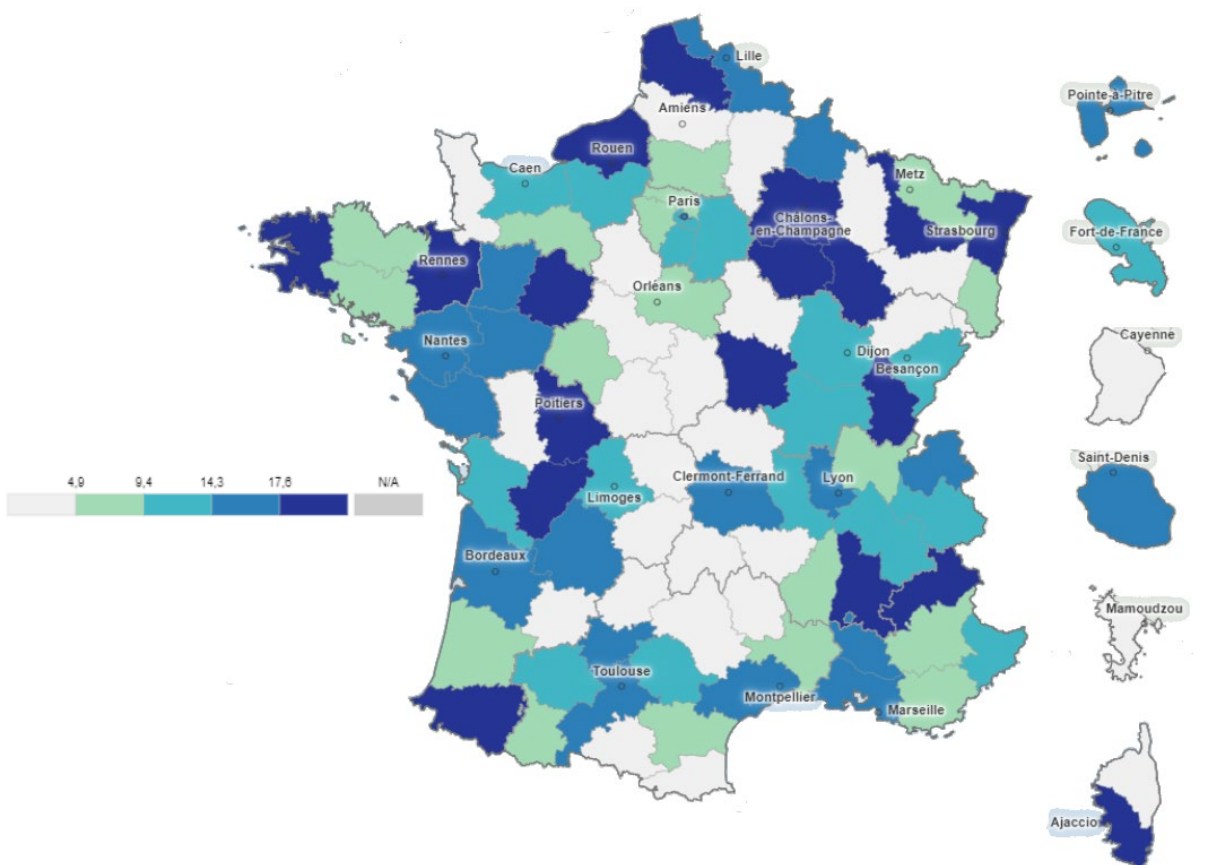 Lille
Pointe-à-Pitre
Amiens
Rouen
Caen
Metz
Paris
Châlons-
en-Champagne
Strasbourg
Fort-de-France
Rennes
Orléans
Nantes
Dijon
Besançon
Cayenne
Poitiers
Saint-Denis
Clermont-Ferrand
Lyon
4,9 9,4 14,3 17,6 N/A
Limoges
Bordeaux
Mamoudzou
Toulouse
Montpellier
Marseille
Ajaccio